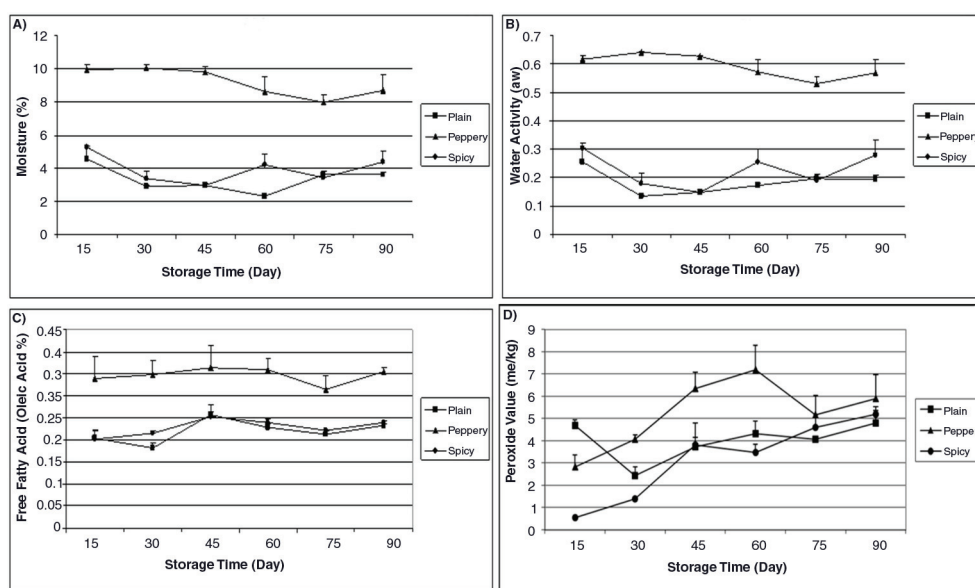 A)
12
10
8
6
4
2
0
Moisture (%)
15 30 45 60 75 90
Storage Time (Day)
Plain
Peppery
Spicy
B)
0.7
0.6
0.5
0.4
0.3
0.2
0.1
0
Water Activity (aw)
15 30 45 60 75 90
Storage Time (Day)
Plain
Peppery
Spicy
C)
0.45
0.4
0.3
0.35
0.25
0.2
0.15
0.1
0.05
0
Free Fatty Acid (Oleic Acid %)
15 30 45 60 75 90
Storage Time (Day)
Plain
Peppery
Spicy
D)
9
8
7
6
5
4
3
2
1
0
Peroxide Value (me/kg)
15 30 45 60 75 90
Storage Time (Day)
Plain
Peppe
Spicy